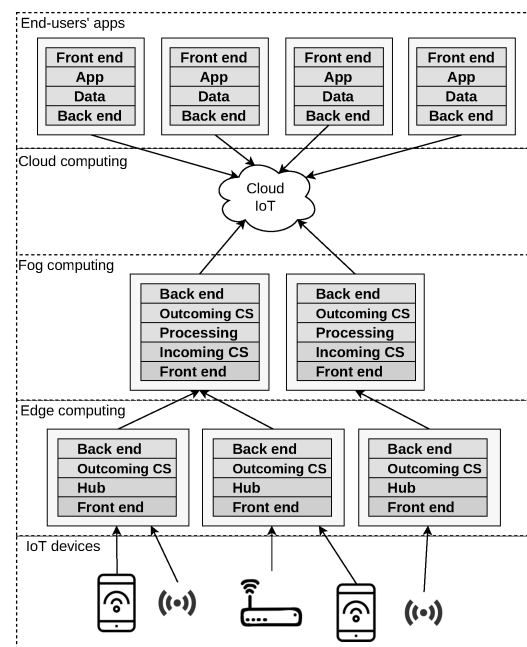 End-users' apps
Front end
App
Data
Back end
Front end
App
Data
Back end
Front end
App
Data
Back end
Front end
App
Data
Back end
Cloud computing
Cloud
IoT
Fog computing
Back end
Outcoming CS
Processing
Incoming CS
Front end
Back end
Outcoming CS
Processing
Incoming CS
Front end
Edge computing
Back end
Outcoming CS
Hub
Front end
Back end
Outcoming CS
Hub
Front end
Back end
Outcoming CS
Hub
Front end
IoT devices